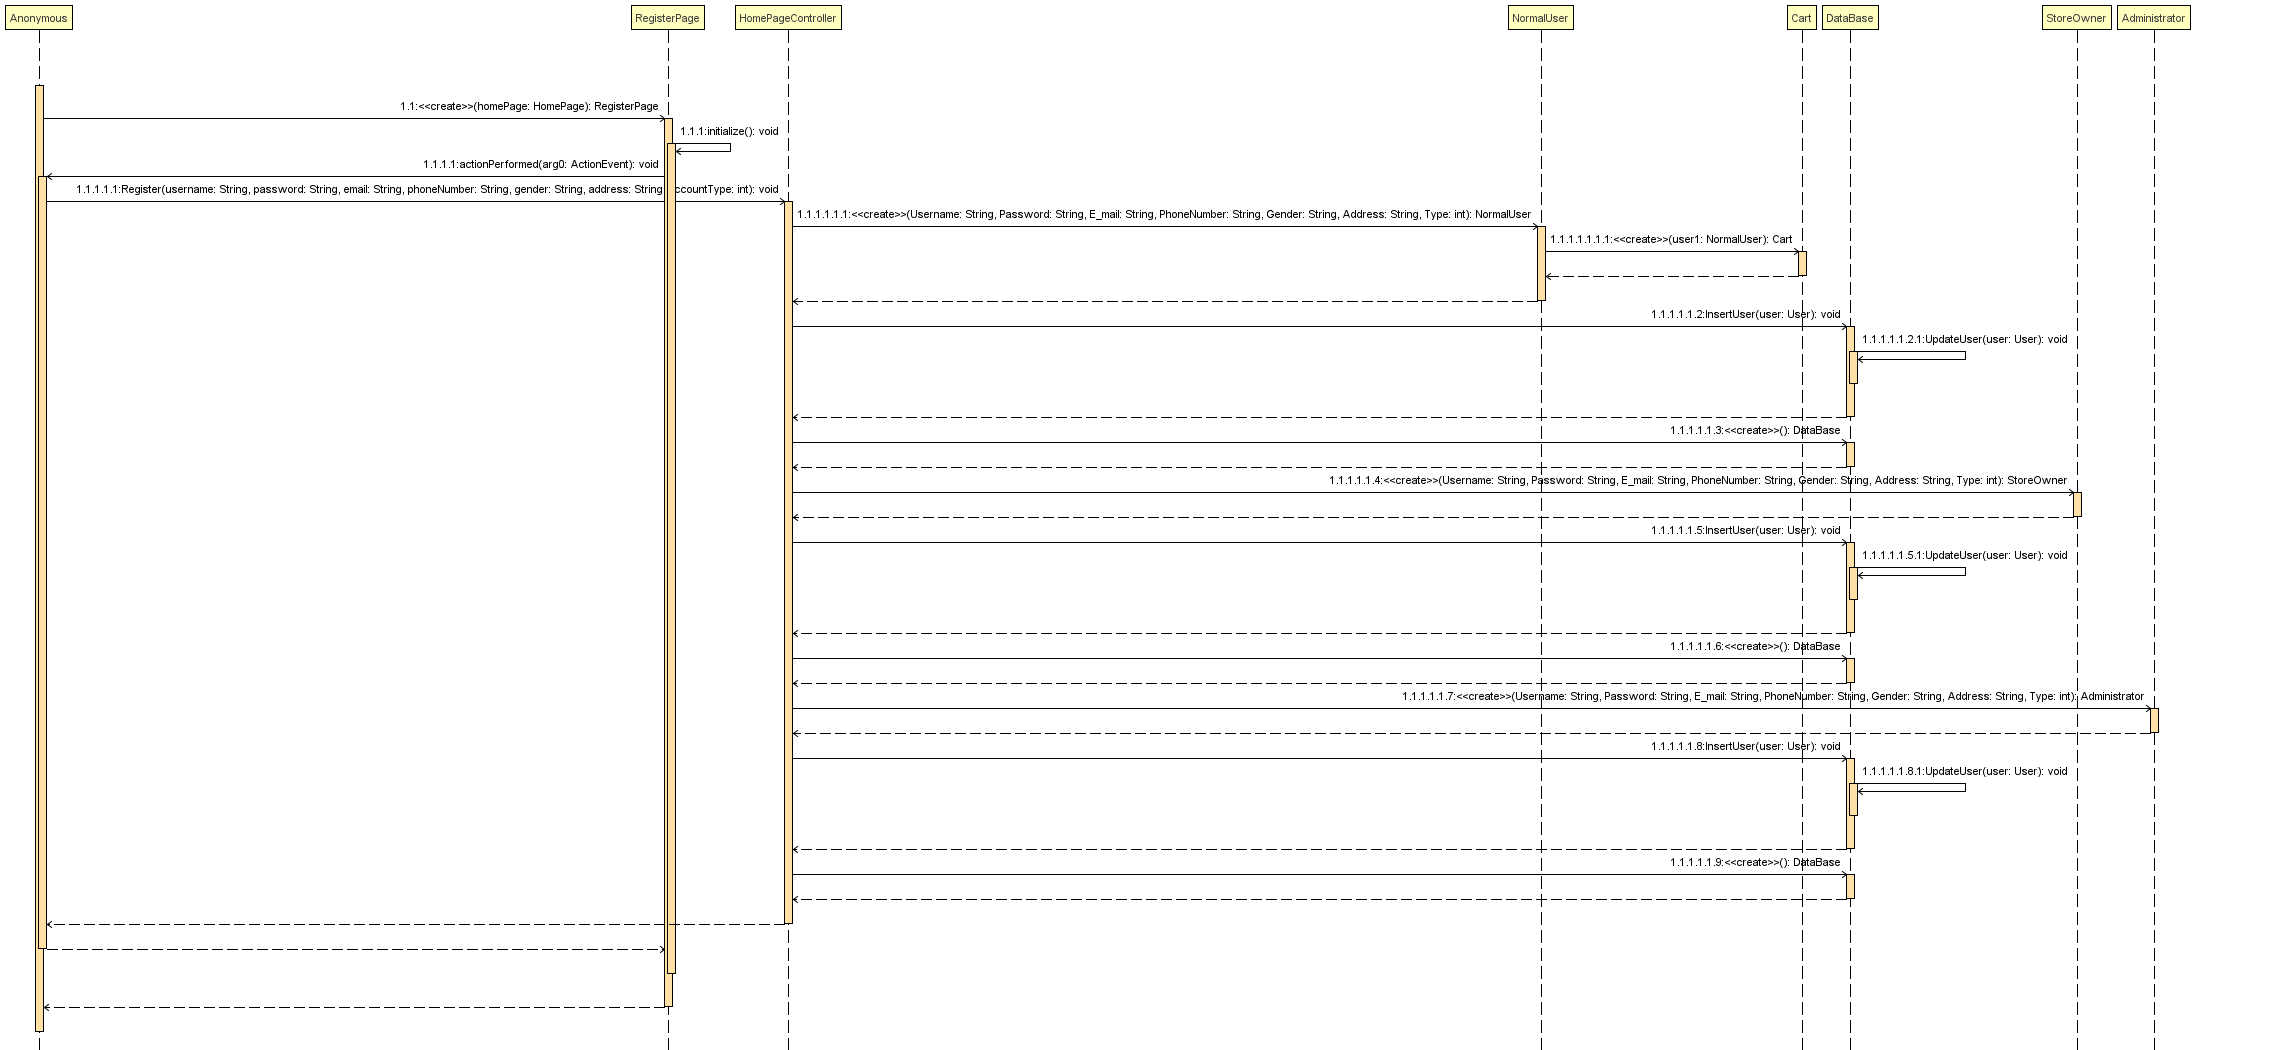 Anonymous
RegisterPage
HomePageController
NormalUser
Cart
DataBase
StoreOwner
Administrator
1.1:<<create>>(homePage: HomePage): RegisterPage
1.1.1:initialize(): void
1.1.1.1:actionPerformed(arg0: ActionEvent): void
1.1.1.1.1:Register(username: String, password: String, email: String, phoneNumber: String, gender: String, address: String ccountType: int): void
1.1.1.1.1.1:<<create>>(Username: String, Password: String, E_mail: String, PhoneNumber: String, Gender: String, Address: String, Type: int): NormalUser
1.1.1.1.1.1.1:<<create>>(user1: NormalUser): Cart
1.1.1.1.1.2:InsertUser(user: User): void
1.1.1.1.1.2.1:UpdateUser(user: User): void
1.1.1.1.1.3:<<create>>(): DataBase
1.1.1.1.1.4:<<create>>(Username: String, Password: String, E_mail: String, PhoneNumber: String, Gender: String, Address: String, Type: int): StoreOwner
1.1.1.1.1.5:InsertUser(user: User): void
1.1.1.1.1.5.1:UpdateUser(user: User): void
1.1.1.1.1.6:<<create>>(): DataBase
1.1.1.1.1.7:<<create>>(Username: String, Password: String, E_mail: String, PhoneNumber: String, Gender: String, Address: String, Type: int): Administrator
1.1.1.1.1.8:InsertUser(user: User): void
1.1.1.1.1.8.1:UpdateUser(user: User): void
1.1.1.1.1.9:<<create>>(): DataBase